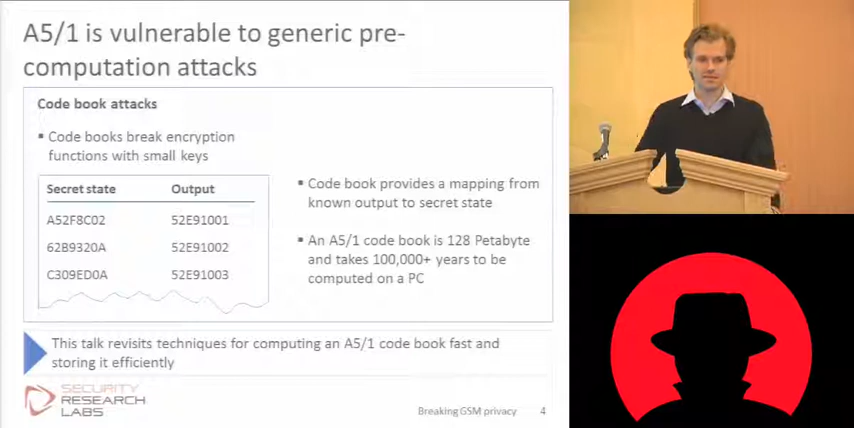 A5/1 is vulnerable to generic pre-
computation attacks
Code book attacks
▪ Code books break encryption
functions with small keys
Secret state Output
A52F8C02 52E91001
62B9320A 52E91002
C309ED0A 52E91003
▪ Code book provides a mapping from
known output to secret state
▪ An A5/1 code book is 128 Petabyte
and takes 100,000+ years to be
computed on a PC
This talk revisits techniques for computing an A5/1 code book fast and
storing it efficiently
SECURITY
RESEARCH
LABS
Breaking GSM privacy 4